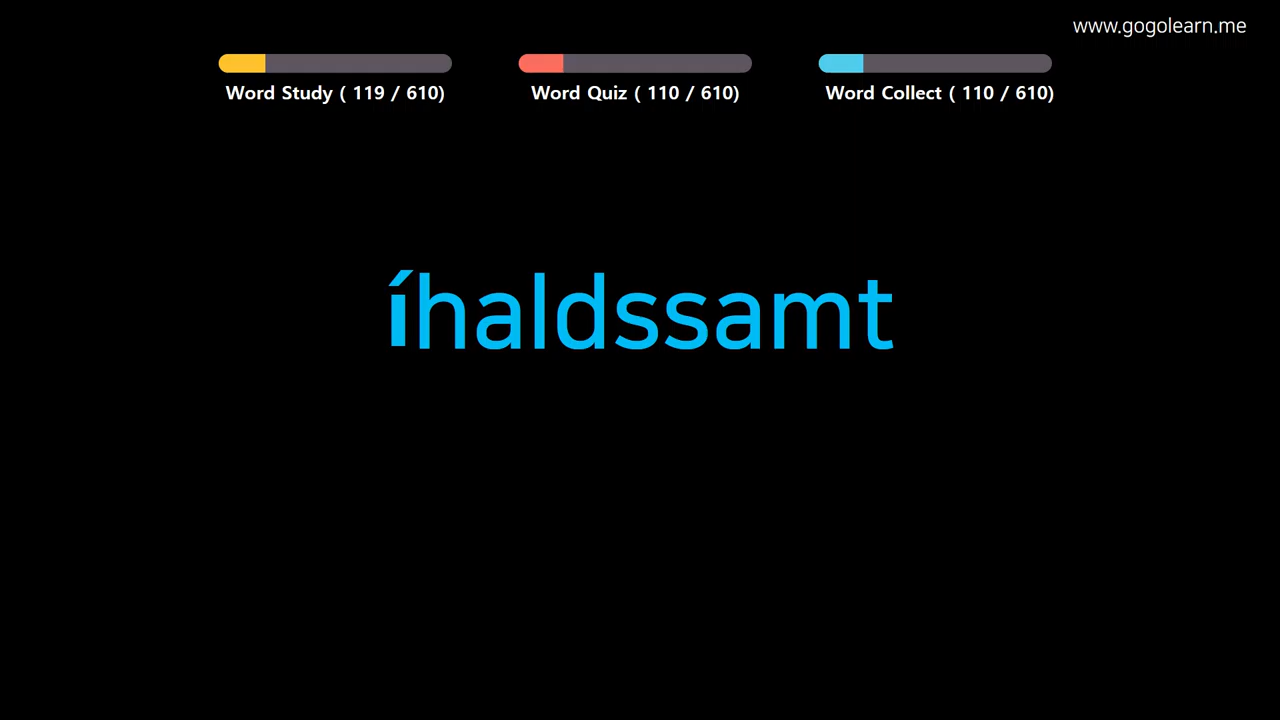 www.gogolearn.me
Word Study ( 119 / 610)
Word Quiz ( 110 / 610)
Word Collect ( 110 / 610)
íhaldssamt